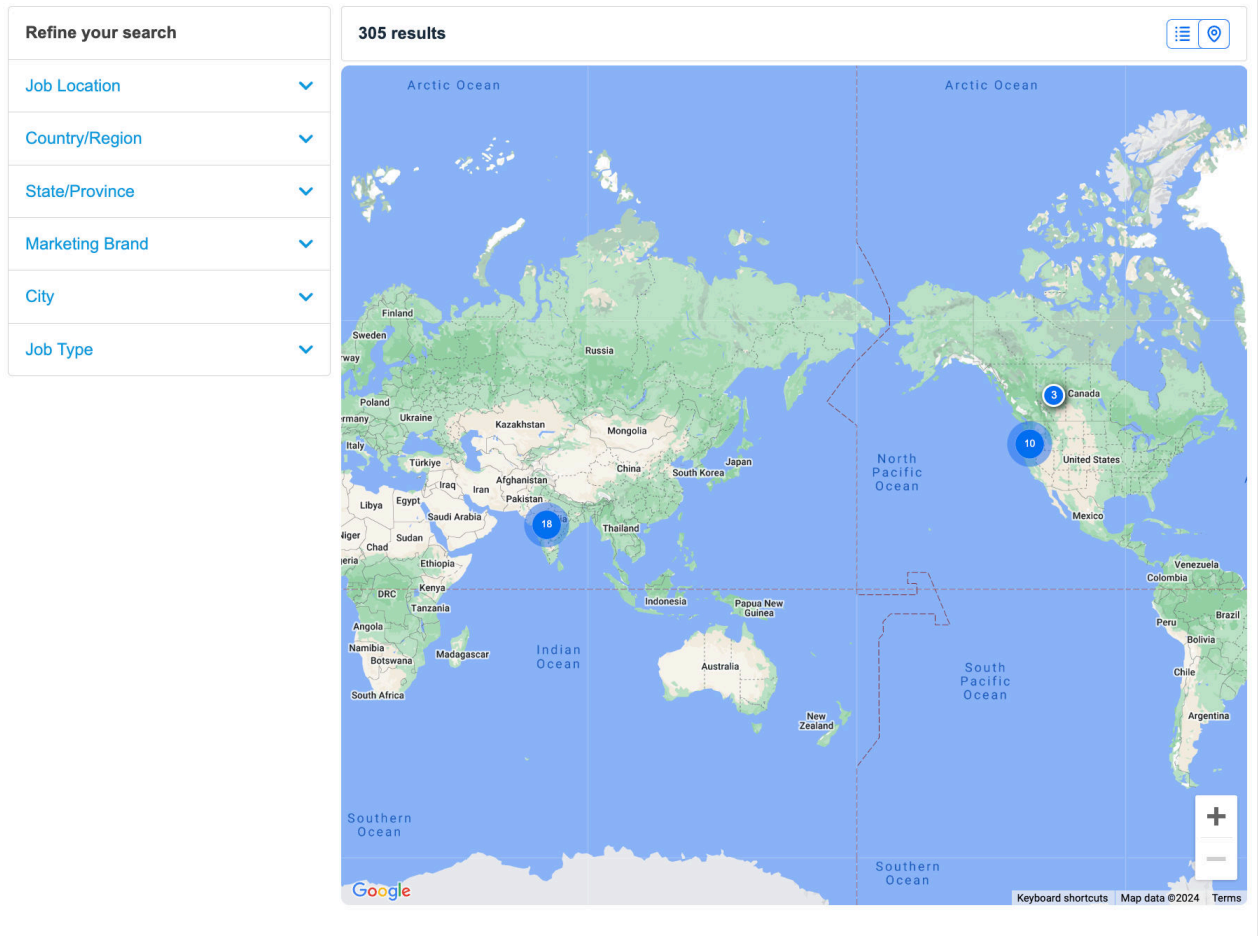 Refine your search
Job Location
Country/Region
State/Province
Marketing Brand
City
Job Type
305 results
Arctic Ocean
Arctic Ocean
Finland
Sweden
way
Russia
Poland
rmany
Ukraine
Kazakhstan
Mongolia
Italy
Türkiye
China
South Korea
Japan
Iraq
Iran
Afghanistan
Pakistan
Libya
Egypt
Saudi Arabia
18
ia
Thailand
Niger
Chad
Sudan
eria
Ethiopia
DRC
Kenya
Tanzania
Indonesia
Papua New
Guinea
Angola
Namibia
Botswana
Madagascar
South Africa
Indian
Ocean
Australia
New
Zealand
3
Canada
10
United States
North
Pacific
Ocean
Mexico
Venezuela
Colombia
Peru
Brazil
Bolivia
Chile
Argentina
South
Pacific
Ocean
Southern
Ocean
Southern
Ocean
Google
Keyboard shortcuts
Map data ©2024
Terms